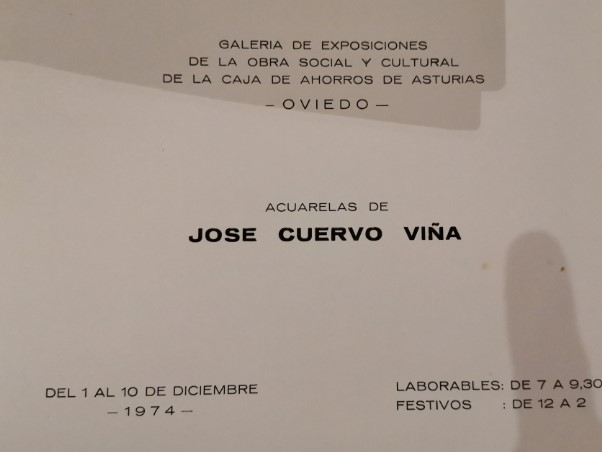 GALERIA DE EXPOSICIONES
DE LA OBRA SOCIAL Y CULTURAL
DE LA CAJA DE AHORROS DE ASTURIAS
— OVIEDO —
ACUARELAS DE
JOSE CUERVO VIÑA
DEL 1 AL 10 DE DICIEMBRE
— 1974 —
LABORABLES: DE 7 A 9,30
FESTIVOS : DE 12 A 2